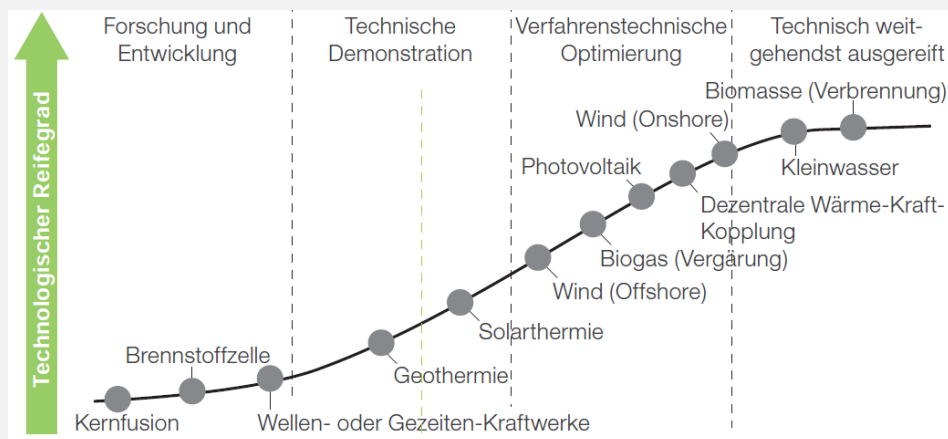 Technologischer Reifegrad
Forschung und
Entwicklung
Technische
Demonstration
Verfahrenstechnische
Optimierung
Technisch weit-
gehendst ausgereift
Biomasse (Verbrennung)
Wind (Onshore)
Kleinwasser
Photovoltaik
Dezentrale Wärme-Kraft-
Kopplung
Biogas (Vergärung)
Wind (Offshore)
Solarthermie
Brennstoffzelle
Geothermie
Kernfusion
Wellen- oder Gezeiten-Kraftwerke